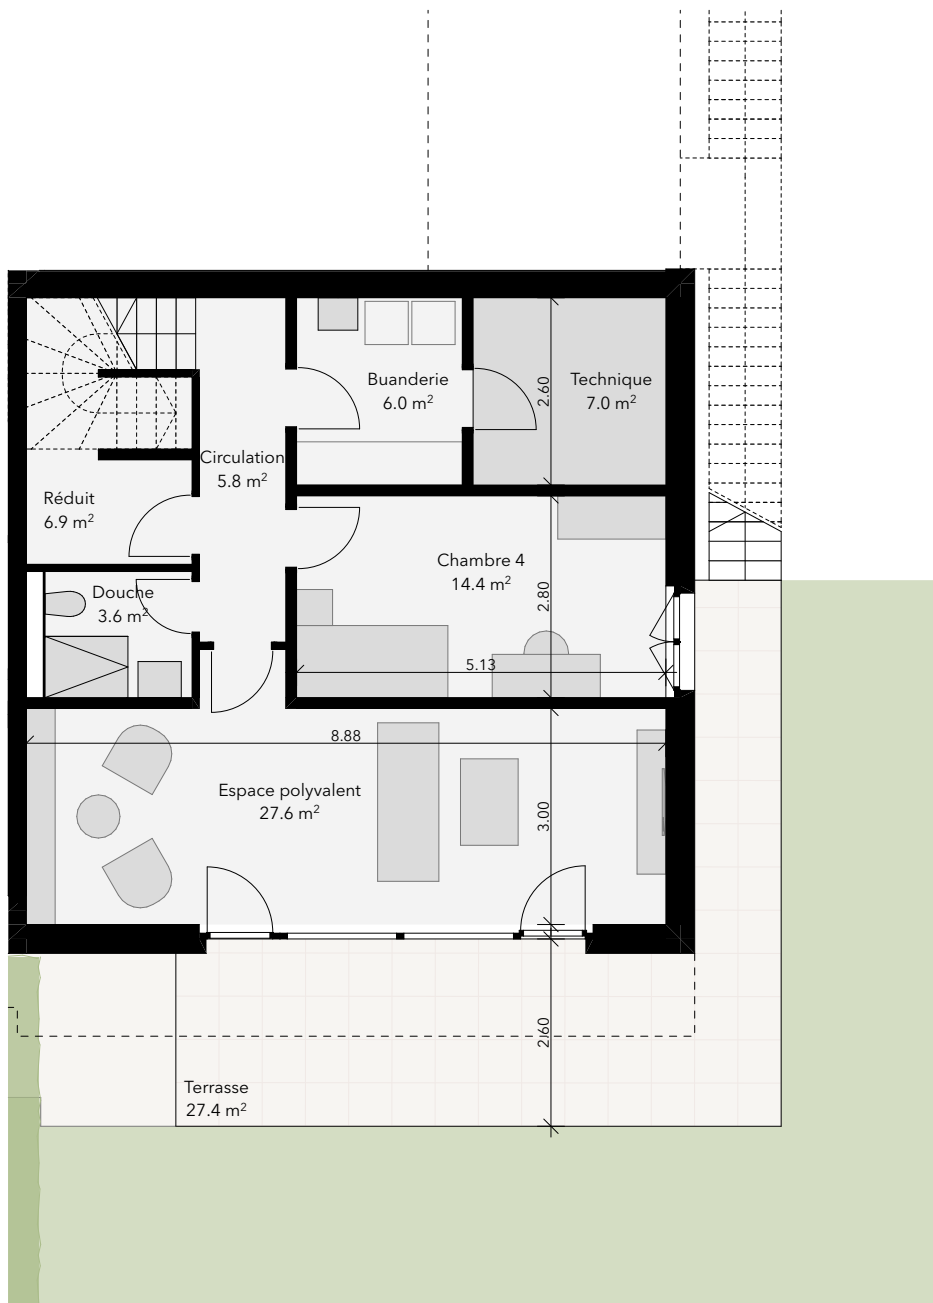 Buanderie
6.0 m²
2.60
Technique
7.0 m²
Circulation
5.8 m²
Réduit
6.9 m²
Chambre 4
14.4 m²
2.80
Douche
3.6 m²
5.13
8.88
Espace polyvalent
27.6 m²
3.00
2.60
Terrasse
27.4 m²